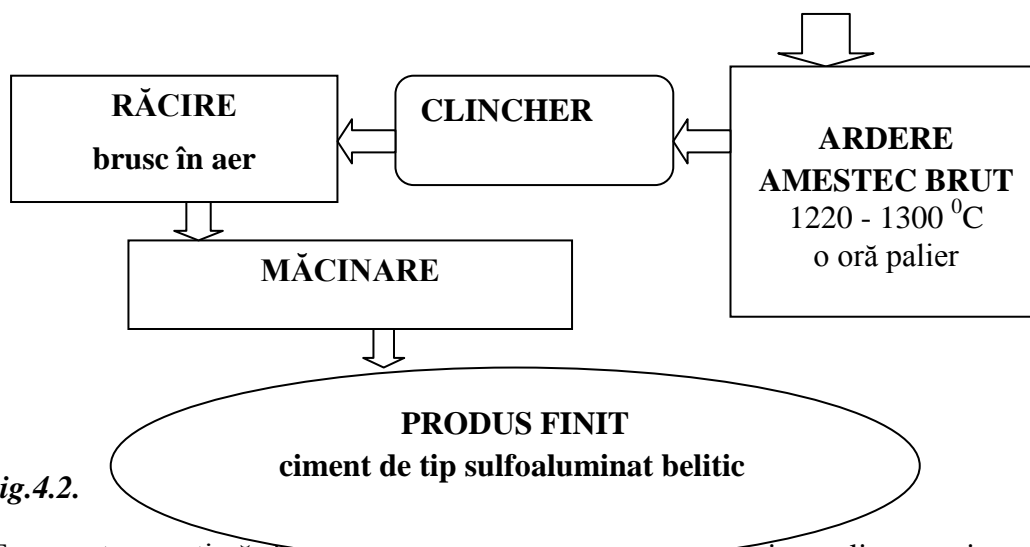 RĂCIRE
brusc în aer
CLINCHER
ARDERE
AMESTEC BRUT
1220 - 1300 ⁰C
o oră palier
MĂCINARE
PRODUS FINIT
ciment de tip sulfoaluminat belitic
ig.4.2.